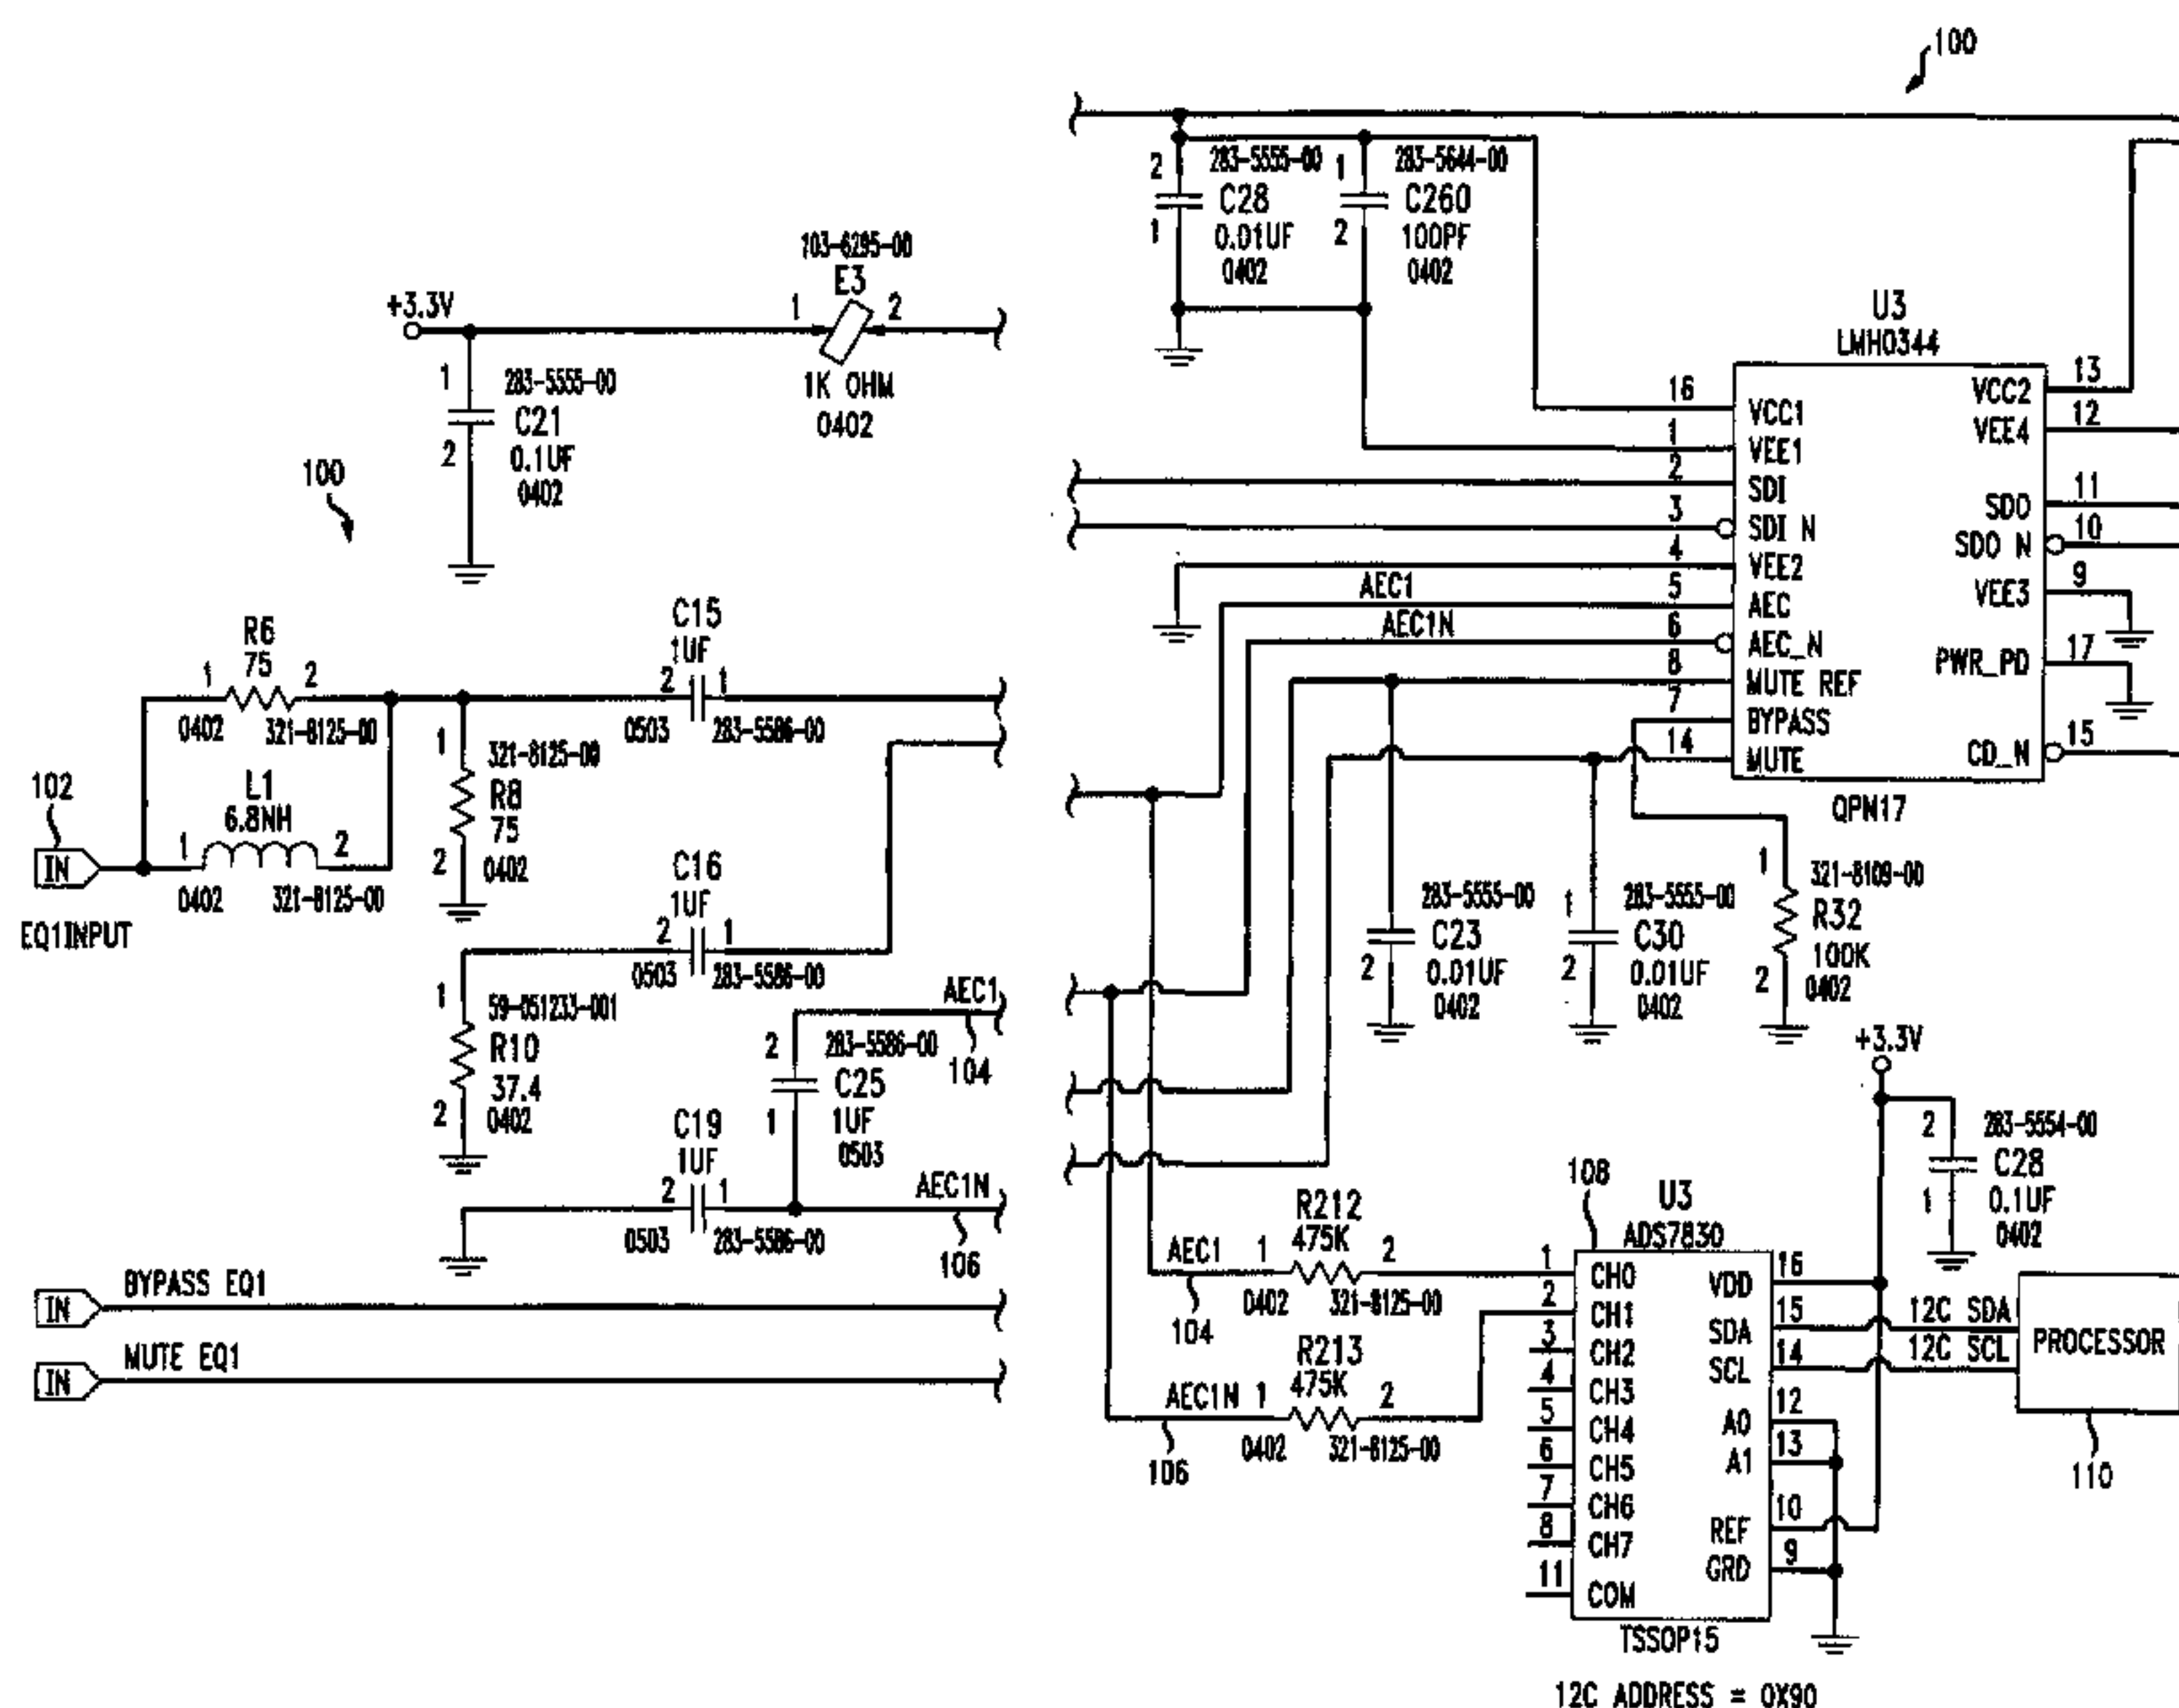 100
2
283-5555-00
C28
1
0.01UF
0402
1
283-5644-00
C260
2
100PF
0402
103-6295-00
E3
1
2
1K OHM
0402
+3.3V
1
283-5555-00
C21
2
0.1UF
0402
100
U3
LMH0344
16
VCC1
1
VEE1
2
SDI
3
SDI N
4
VEE2
5
AEC
6
AEC_N
8
MUTE REF
7
BYPASS
14
MUTE
VCC2
13
VEE4
12
SDO
11
SDO N
10
VEE3
9
PWR_PD
17
CD_N
15
QPN17
AEC1
AEC1N
R6
75
1
2
0402
321-8125-00
C15
1UF
2
1
0503
283-5586-00
102
IN
EQ1INPUT
L1
6.8NH
1
2
0402
321-8125-00
1
321-8125-00
R8
75
2
0402
C16
1UF
2
1
0503
283-5586-00
1
59-051233-001
R10
37.4
2
0402
AEC1
104
2
283-5586-00
C25
1
1UF
0503
C19
1UF
2
1
0503
283-5586-00
AEC1N
106
IN
BYPASS EQ1
IN
MUTE EQ1
283-5555-00
C23
2
0.01UF
0402
1
283-5555-00
C30
2
0.01UF
0402
1
321-8109-00
R32
100K
2
0402
+3.3V
2
283-5554-00
C28
1
0.1UF
0402
108
U3
ADS7830
R212
475K
AEC1
1
2
104
0402
321-8125-00
R213
475K
AEC1N
1
2
106
0402
321-8125-00
1
CH0
2
CH1
3
CH2
4
CH3
5
CH4
6
CH5
7
CH6
8
CH7
11
COM
VDD
16
SDA
15
SCL
14
A0
12
A1
13
REF
10
GRD
9
12C SDA
12C SCL
PROCESSOR
110
TSSOP15
12C ADDRESS = 0X90